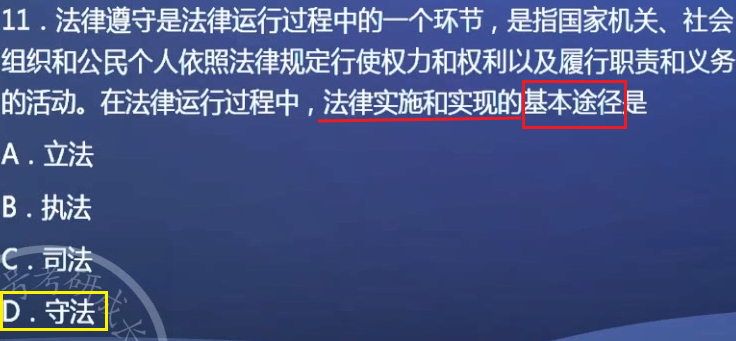 11．法律遵守是法律运行过程中的一个环节，是指国家机关、社会
组织和公民个人依照法律规定行使权力和权利以及履行职责和义务
的活动。在法律运行过程中，法律实施和实现的基本途径是
A．立法
B．执法
C．司法
D．守法